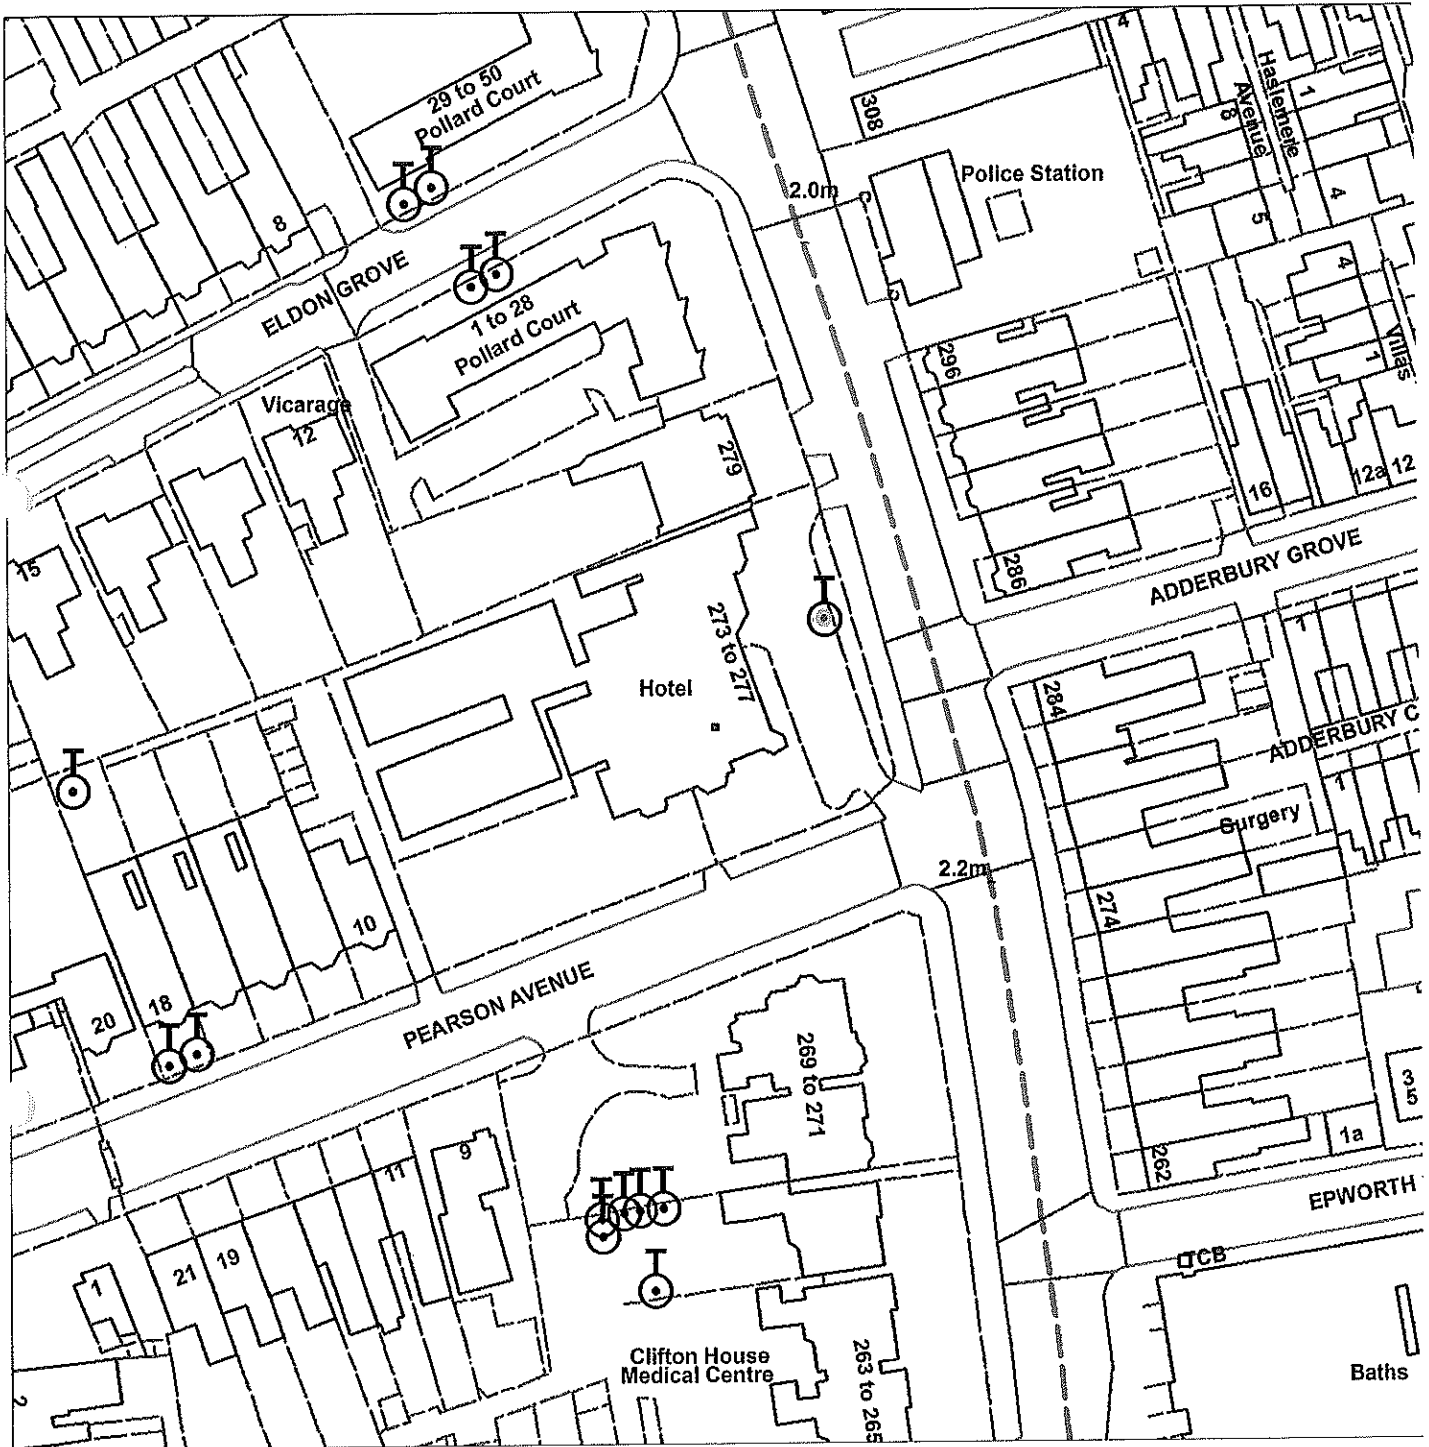 4
Haslemere
Avenue
1
8
29 to 50
Pollard Court
308
Police Station
2.0m
4
5
8
ELDON GROVE
4
1 to 28
Pollard Court
296
1
Villas
Vicarage
12
279
12a
12
16
15
286
ADDERBURY GROVE
273 to 277
1
Hotel
284
ADDERBURY C
1
Surgery
2.2m
274
10
18
20
PEARSON AVENUE
269 to 271
3
5
1a
11
9
262
EPWORTH
TCB
21
19
1
Clifton House
Medical Centre
263 to 265
Baths
2